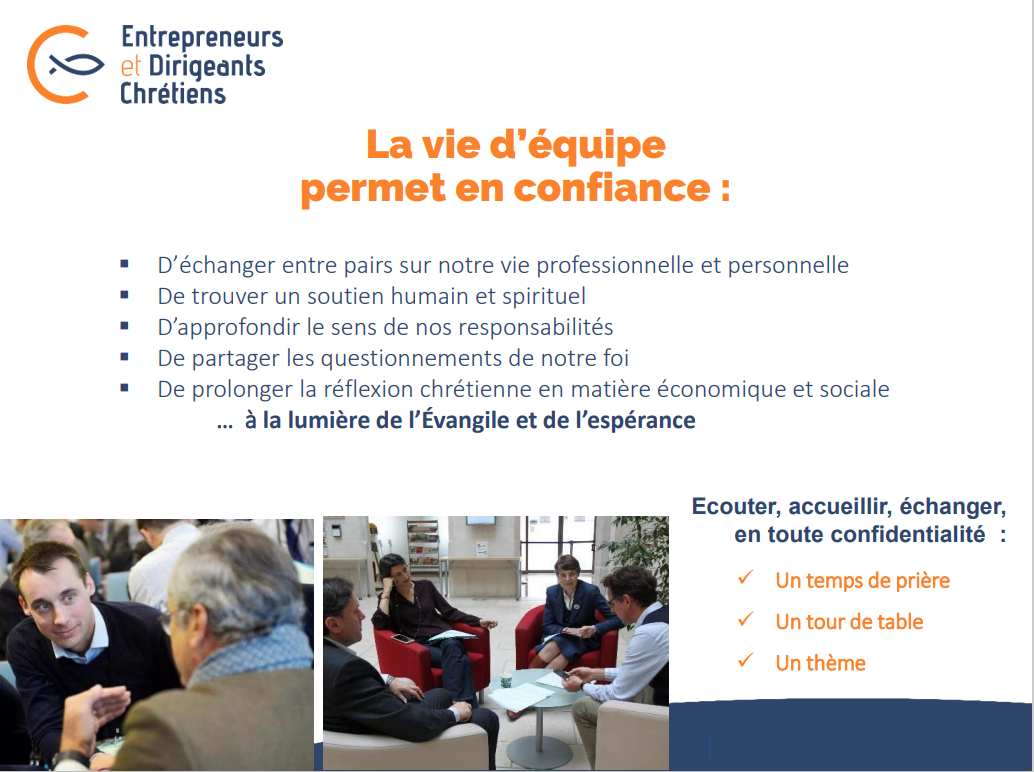 Entrepreneurs
et Dirigeants
Chrétiens
La vie d’équipe
permet en confiance :
▪ D’échanger entre pairs sur notre vie professionnelle et personnelle
▪ De trouver un soutien humain et spirituel
▪ D’approfondir le sens de nos responsabilités
▪ De partager les questionnements de notre foi
▪ De prolonger la réflexion chrétienne en matière économique et sociale
… à la lumière de l’Évangile et de l’espérance
Ecouter, accueillir, échanger,
en toute confidentialité :
✓ Un temps de prière
✓ Un tour de table
✓ Un thème